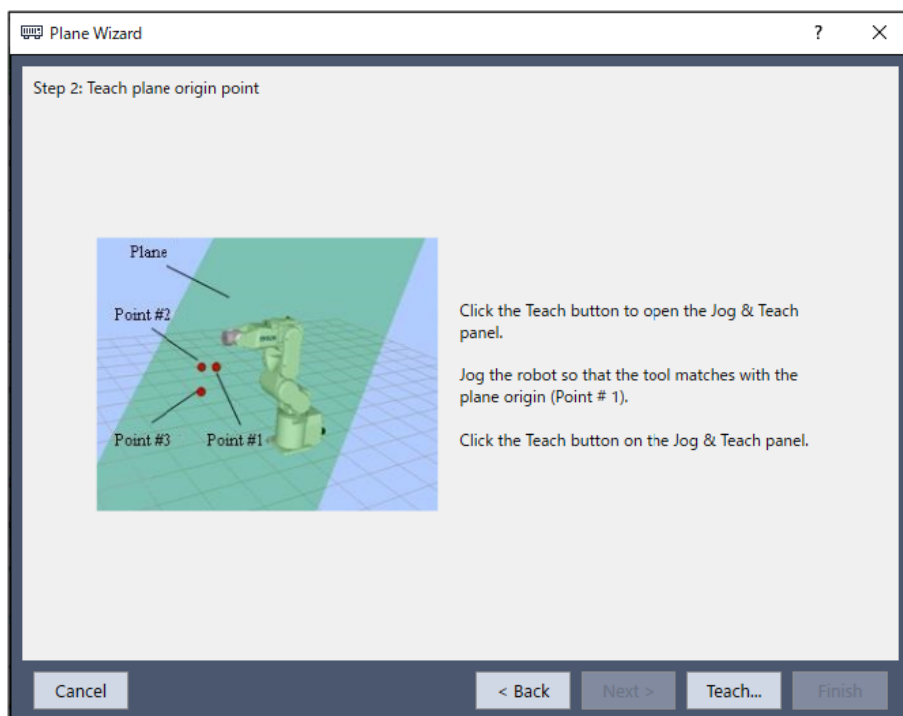 Plane Wizard
?
Step 2: Teach plane origin point
Plane
Point #2
Point #3
Point #1
Click the Teach button to open the Jog & Teach
panel.
Jog the robot so that the tool matches with the
plane origin (Point # 1).
Click the Teach button on the Jog & Teach panel.
Cancel
< Back
Next >
Teach...
Finish